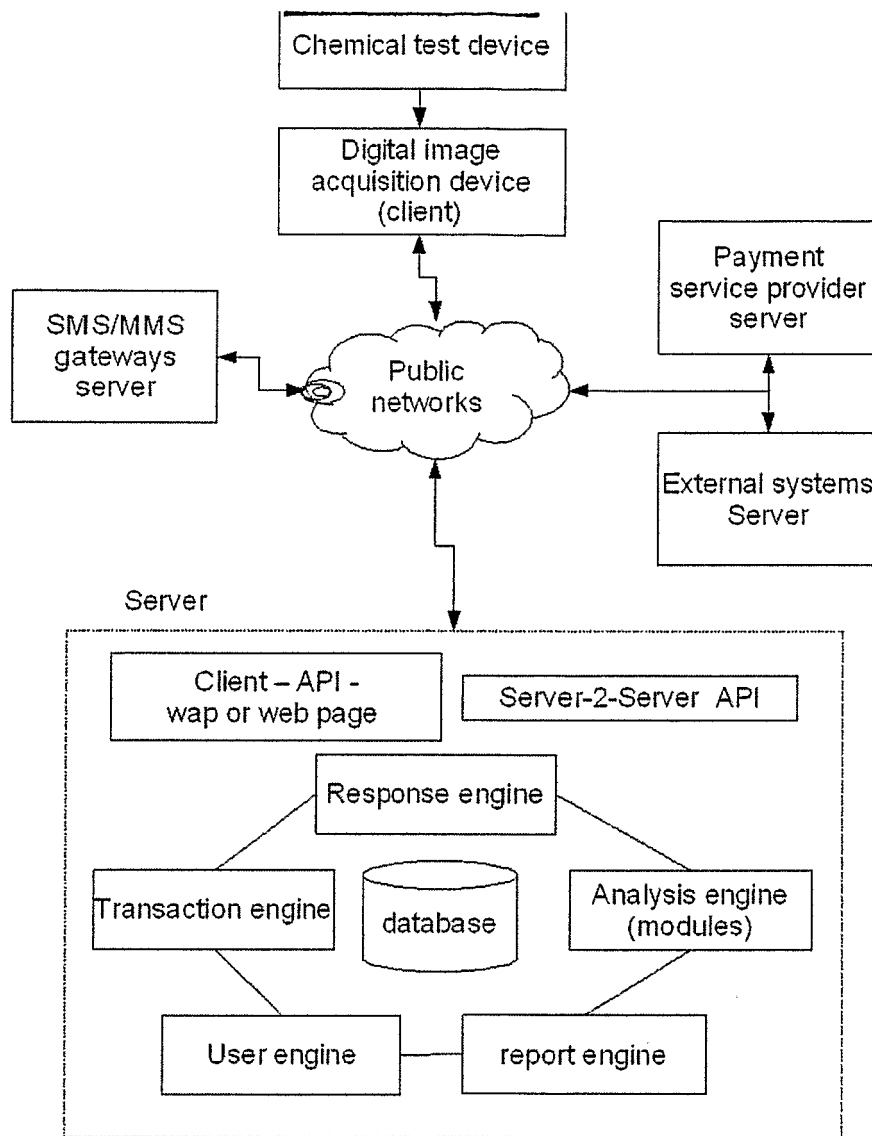 Chemical test device
Digital image
acquisition device
(client)
Payment
service provider
server
SMS/MMS
gateways
server
Public
networks
External systems
Server
Server
Client – API -
wap or web page
Server-2-Server API
Response engine
Transaction engine
database
Analysis engine
(modules)
User engine
report engine